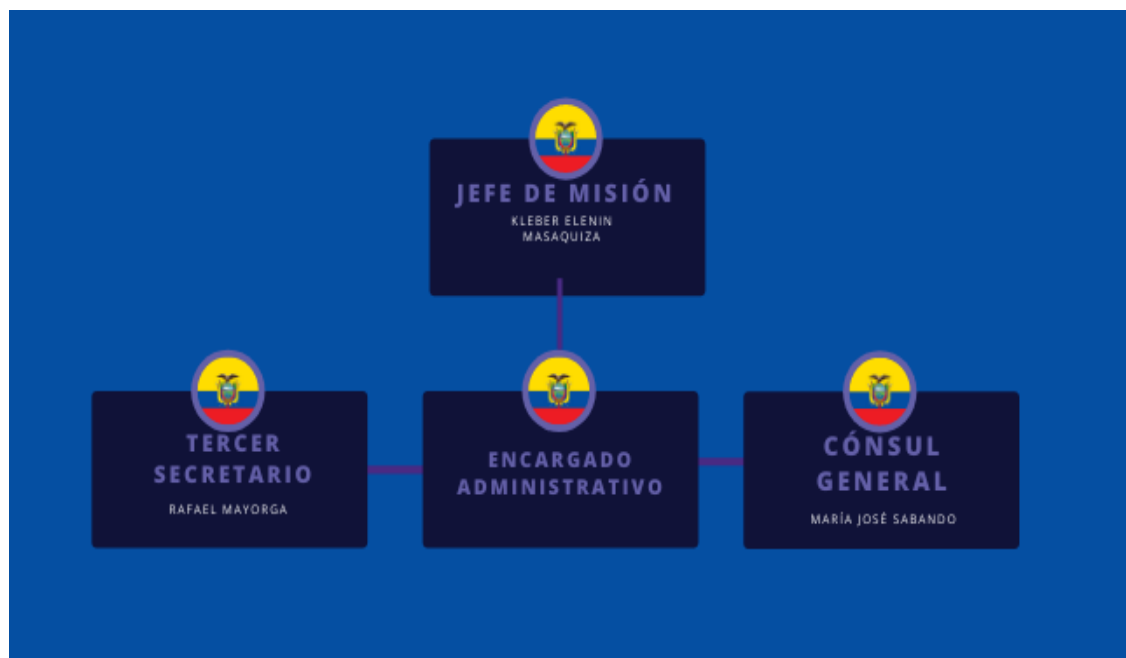 JEFE DE MISIÓN
KLEBER ELENIN
MASAQUIZA
TERCER
SECRETARIO
RAFAEL MAYORGA
ENCARGADO
ADMINISTRATIVO
CÓNSUL
GENERAL
MARÍA JOSÉ SABANDO